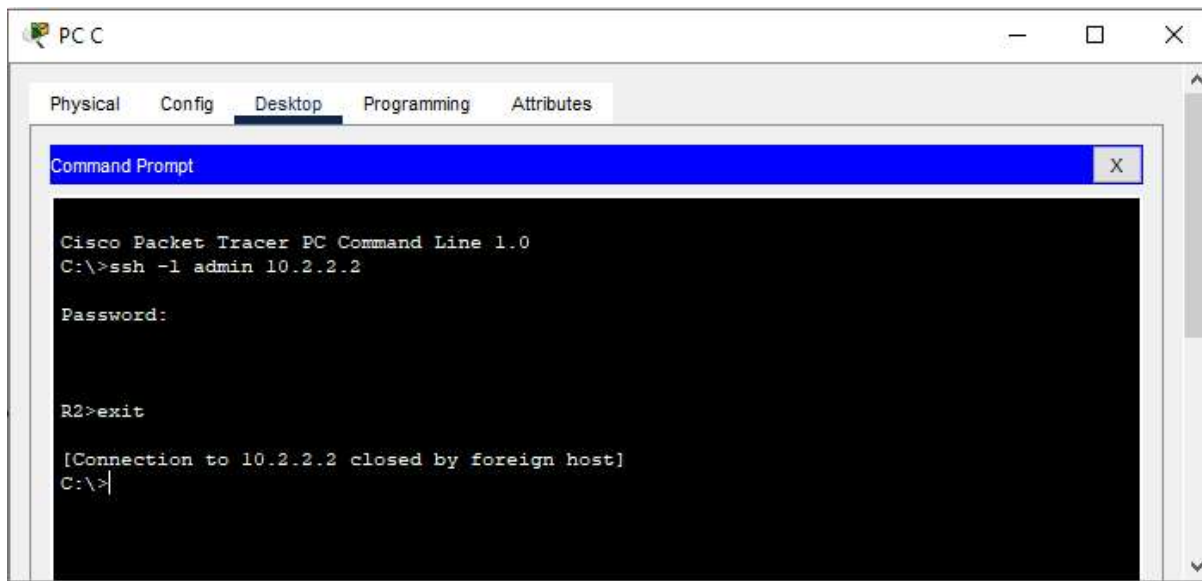 PC C
Physical Config Desktop Programming Attributes
Command Prompt
X
Cisco Packet Tracer PC Command Line 1.0
C:\>ssh -l admin 10.2.2.2
Password:
R2>exit
[Connection to 10.2.2.2 closed by foreign host]
C:\>